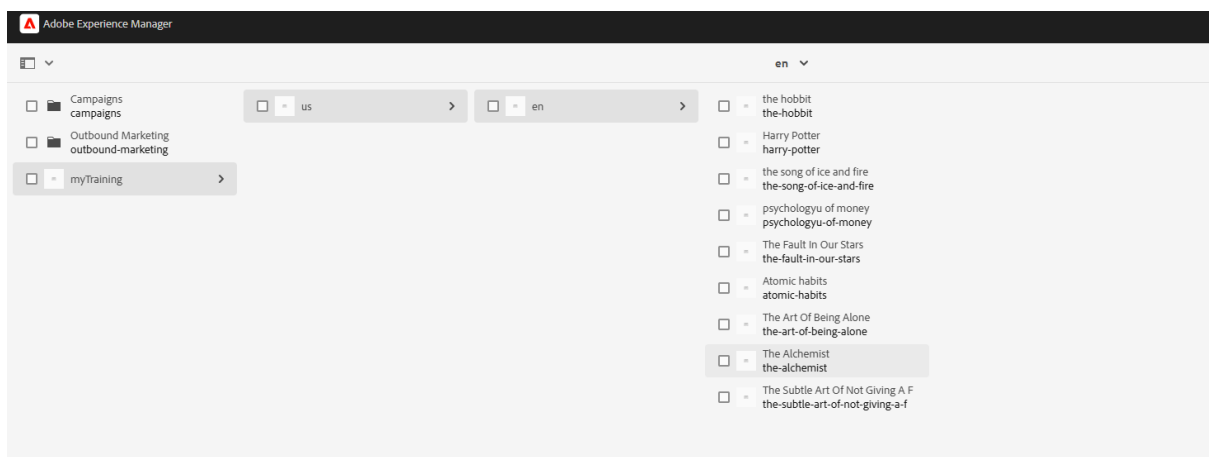 Adobe Experience Manager
en
Campaigns
campaigns
Outbound Marketing
outbound-marketing
myTraining
us
en
the hobbit
the-hobbit
Harry Potter
harry-potter
the song of ice and fire
the-song-of-ice-and-fire
psychologyu of money
psychologyu-of-money
The Fault In Our Stars
the-fault-in-our-stars
Atomic habits
atomic-habits
The Art Of Being Alone
the-art-of-being-alone
The Alchemist
the-alchemist
The Subtle Art Of Not Giving A F
the-subtle-art-of-not-giving-a-f